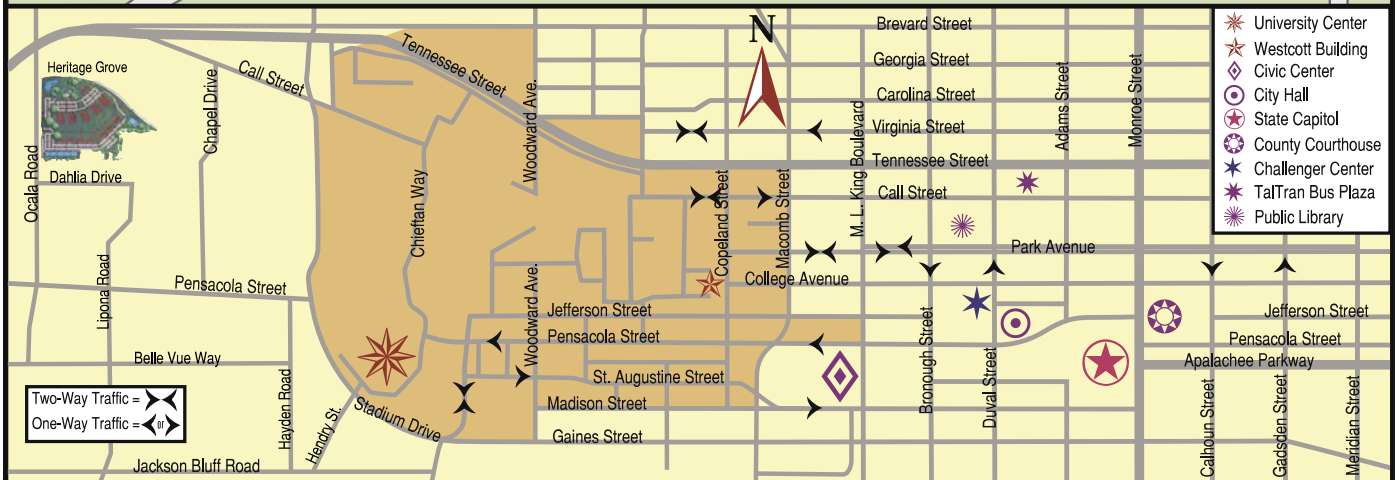 Brevard Street
University Center
N
Tennessee Street
Georgia Street
Westcott Building
Heritage Grove
Call Street
Civic Center
Chapel Drive
Woodward Ave.
Carolina Street
Adams Street
Monroe Street
City Hall
Virginia Street
State Capitol
M. L. King Boulevard
County Courthouse
Tennessee Street
Challenger Center
Ocala Road
Dahlia Drive
Call Street
TalTran Bus Plaza
Chieftan Way
Copeland Street
Macomb Street
Public Library
Park Avenue
Lipona Road
College Avenue
Pensacola Street
Woodward Ave.
Jefferson Street
Jefferson Street
Pensacola Street
Pensacola Street
Bronough Street
Duval Street
Belle Vue Way
Apalachee Parkway
St. Augustine Street
Two-Way Traffic =
Hayden Road
Madison Street
Calhoun Street
Gadsden Street
Meridian Street
One-Way Traffic = or
Hendry St.
Stadium Drive
Gaines Street
Jackson Bluff Road